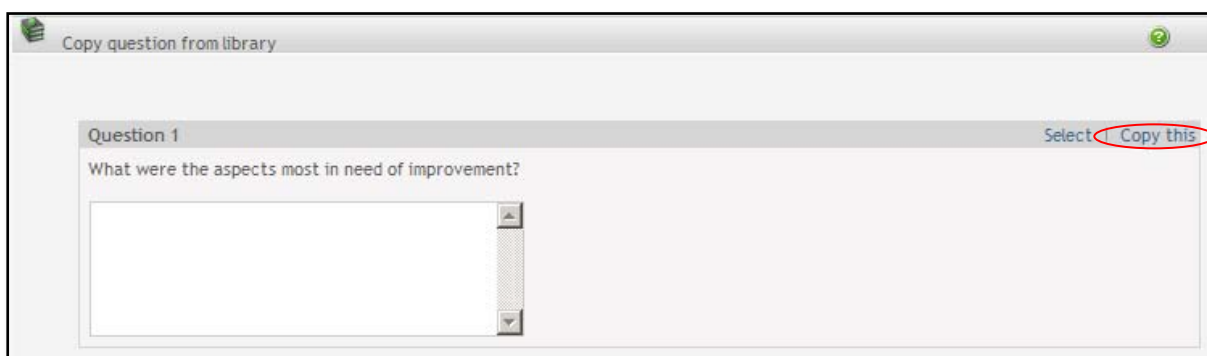 Copy question from library
Question 1
Select | Copy this
What were the aspects most in need of improvement?